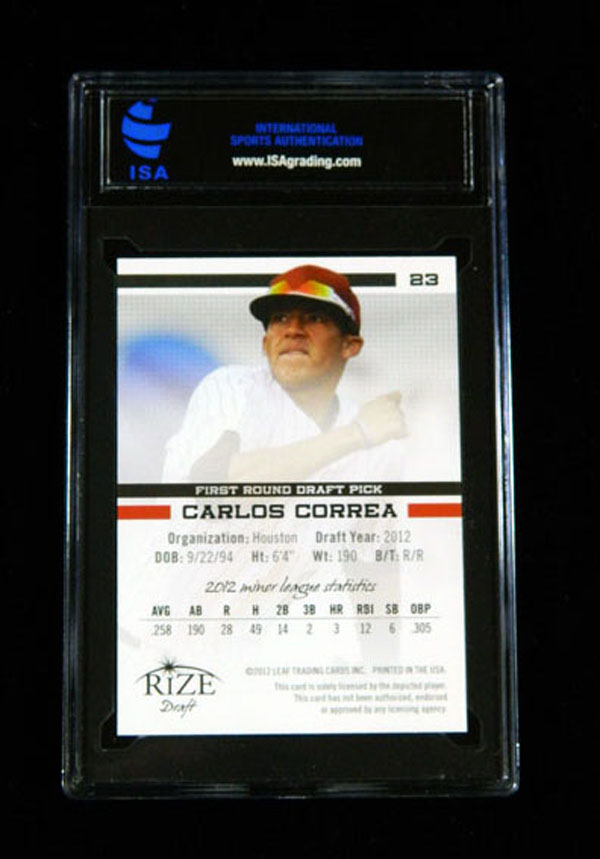 INTERNATIONAL
SPORTS AUTHENTICATION
ISA
www.ISAgrading.com
23
FIRST ROUND DRAFT PICK
CARLOS CORREA
Organization: Houston Draft Year: 2012
DOB: 9/22/94 Ht: 6'4" Wt: 190 B/T: R/R
2012 minor league statistics
AVG AB R H 2B 3B HR RBI SB OBP
.258 190 28 49 14 2 3 12 6 .305
RIZE
Draft
©2012 LEAF TRADING CARDS INC. PRINTED IN THE USA.
This card is solely licensed by the depicted player.
This card has not been authorized, endorsed
or approved by any licensing agency.